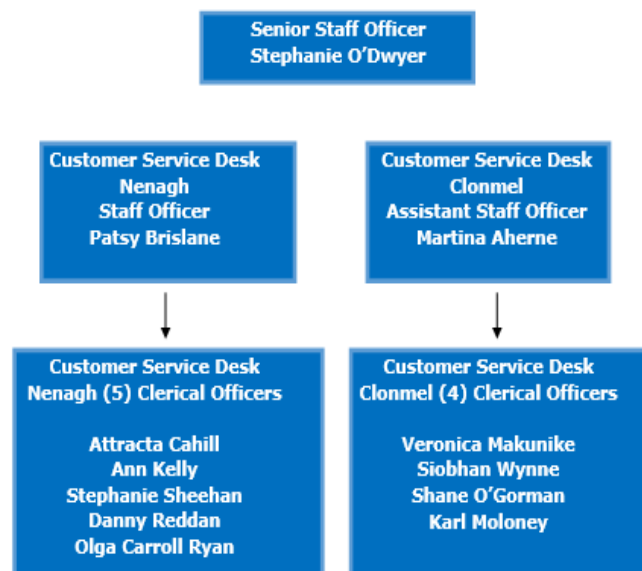 Senior Staff Officer
Stephanie O'Dwyer
Customer Service Desk
Nenagh
Staff Officer
Patsy Brislane
Customer Service Desk
Clonmel
Assistant Staff Officer
Martina Aherne
Customer Service Desk
Nenagh (5) Clerical Officers
Attracta Cahill
Ann Kelly
Stephanie Sheehan
Danny Reddan
Olga Carroll Ryan
Customer Service Desk
Clonmel (4) Clerical Officers
Veronica Makunike
Siobhan Wynne
Shane O'Gorman
Karl Moloney